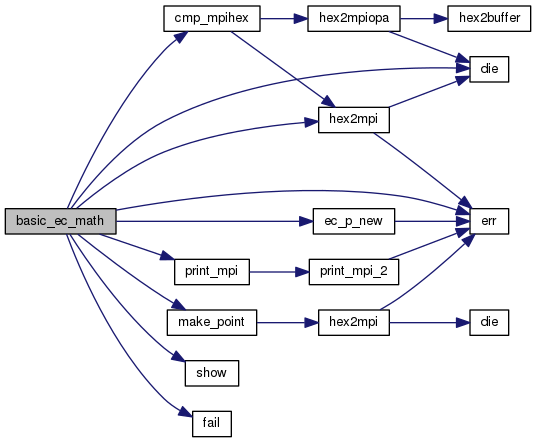 cmp_mpihex
hex2mpiopa
hex2buffer
die
hex2mpi
basic_ec_math
ec_p_new
err
print_mpi
print_mpi_2
make_point
hex2mpi
die
show
fail